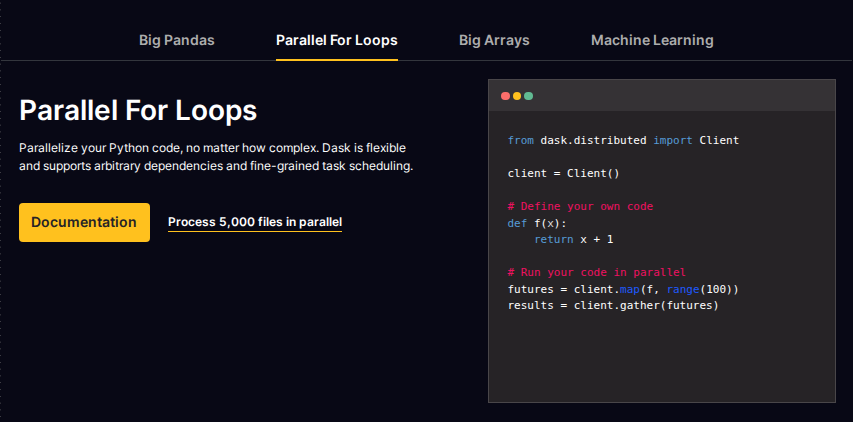 Big Pandas
Parallel For Loops
Big Arrays
Machine Learning
Parallel For Loops
Parallelize your Python code, no matter how complex. Dask is flexible
and supports arbitrary dependencies and fine-grained task scheduling.
Documentation
Process 5,000 files in parallel
from dask.distributed import Client
client = Client()
# Define your own code
def f(x):
    return x + 1
# Run your code in parallel
futures = client.map(f, range(100))
results = client.gather(futures)